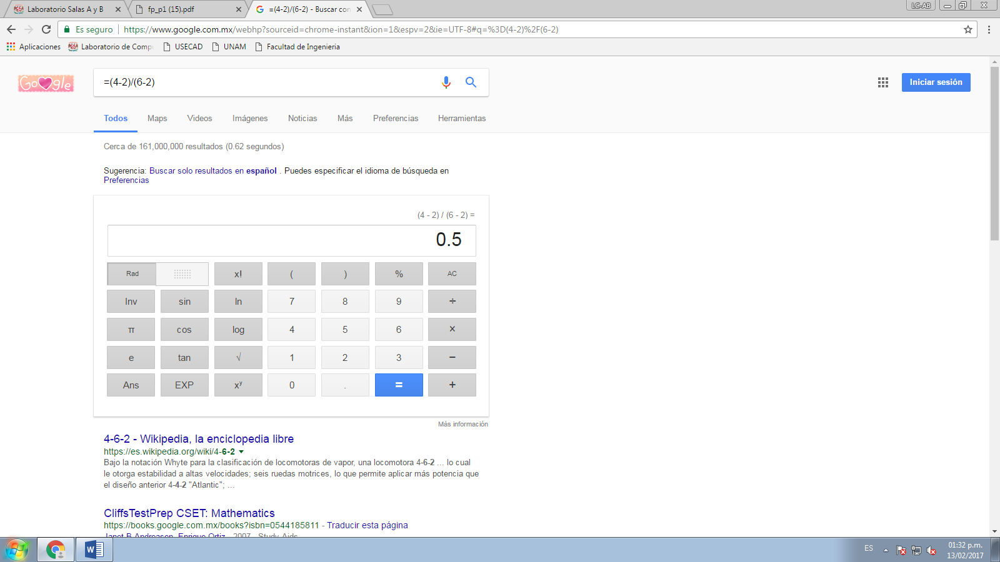 Laboratorio Salas A y B
fp_p1 (15).pdf
=(4-2)/(6-2) - Buscar con
LC-AB
Es seguro
https://www.google.com.mx/webhp?sourceid=chrome-instant&ion=1&espv=2&ie=UTF-8#q=%3D(4-2)%2F(6-2)
Aplicaciones
Laboratorio de Comp
USECAD
UNAM
Facultad de Ingenieria
Google
=(4-2)/(6-2)
Iniciar sesión
Todos Maps Videos Imágenes Noticias Más Preferencias Herramientas
Cerca de 161,000,000 resultados (0.62 segundos)
Sugerencia: Buscar solo resultados en español . Puedes especificar el idioma de búsqueda en
Preferencias
(4 - 2) / (6 - 2) =
0.5
Rad x! ( ) % AC
Inv sin ln 7 8 9 ÷
π cos log 4 5 6 ×
e tan √ 1 2 3 −
Ans EXP xʸ 0 . = +
Más información
4-6-2 - Wikipedia, la enciclopedia libre
https://es.wikipedia.org/wiki/4-6-2
Bajo la notación Whyte para la clasificación de locomotoras de vapor, una locomotora 4-6-2 ... lo cual
le otorga estabilidad a altas velocidades; seis ruedas motrices, lo que permite aplicar más potencia que
el diseño anterior 4-4-2 "Atlantic"; ...
CliffsTestPrep CSET: Mathematics
https://books.google.com.mx/books?isbn=0544185811 - Traducir esta página
Janet B Andreasen, Enrique Ortiz - 2007 - Study Aids
ES
01:32 p.m.
13/02/2017